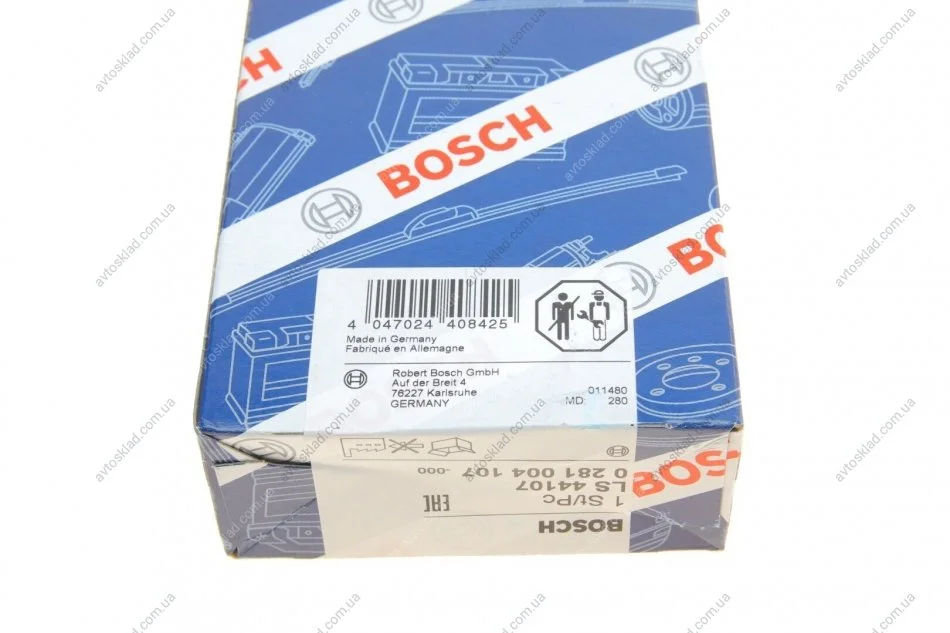 CH
BOSCH
BOSCH
4 047024 408425
Made in Germany
Fabriqué en Allemagne
Robert Bosch GmbH
Auf der Breit 4
76227 Karlsruhe
GERMANY
011480
MD: 280
BOSCH
1 St/Pc
EAC
LS 44107
0 281 004 107 -000
BOSCH
avtosklad.com.ua